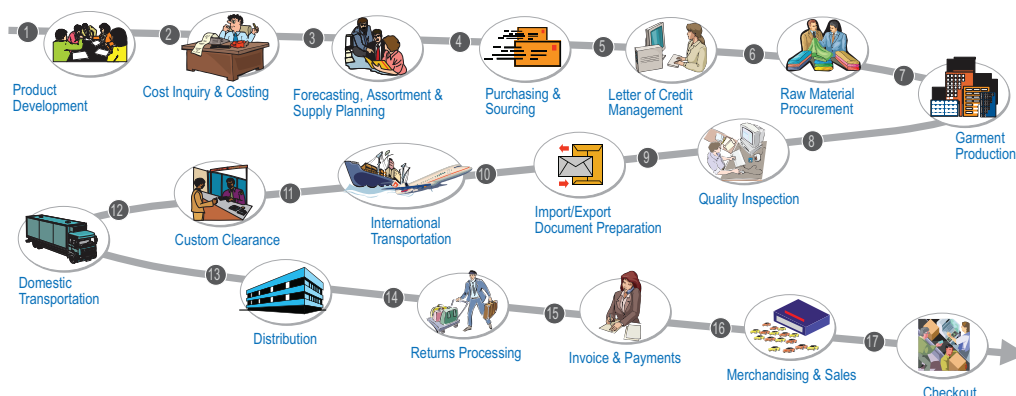 1
2
3
4
5
6
7
Product
Development
Cost Inquiry & Costing
Forecasting, Assortment &
Supply Planning
Purchasing &
Sourcing
Letter of Credit
Management
Raw Material
Procurement
Garment
Production
8
9
10
11
12
Quality Inspection
Import/Export
Document Preparation
International
Transportation
Custom Clearance
Domestic
Transportation
13
14
15
16
17
Distribution
Returns Processing
Invoice & Payments
Merchandising & Sales
Checkout